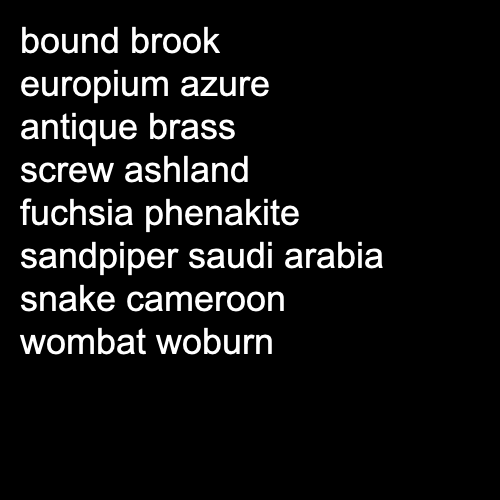 bound brook
europium azure
antique brass
screw ashland
fuchsia phenakite
sandpiper saudi arabia
snake cameroon
wombat woburn